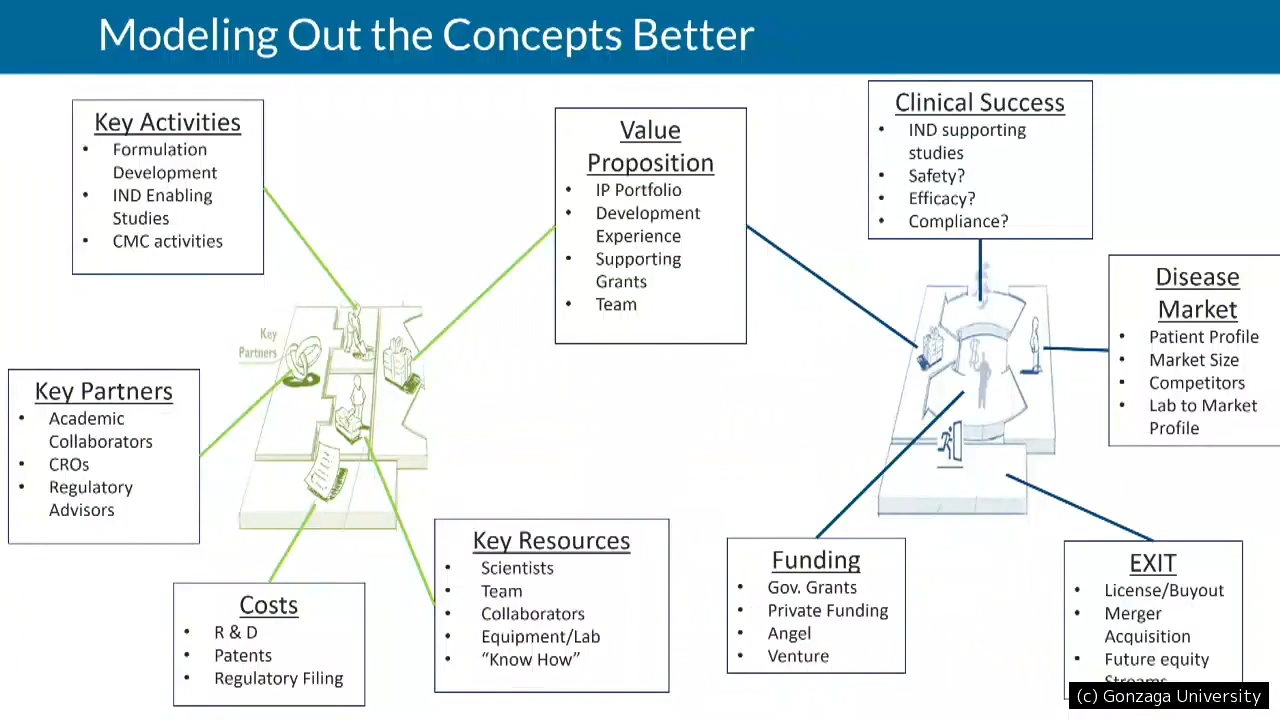 Modeling Out the Concepts Better
Key Activities
• Formulation
Development
• IND Enabling
Studies
• CMC activities
Value
Proposition
• IP Portfolio
• Development
Experience
• Supporting
Grants
• Team
Clinical Success
• IND supporting
studies
• Safety?
• Efficacy?
• Compliance?
Disease
Market
• Patient Profile
• Market Size
• Competitors
• Lab to Market
Profile
Key
Partners
Key Partners
• Academic
Collaborators
• CROs
• Regulatory
Advisors
Costs
• R & D
• Patents
• Regulatory Filing
Key Resources
• Scientists
• Team
• Collaborators
• Equipment/Lab
• “Know How”
Funding
• Gov. Grants
• Private Funding
• Angel
• Venture
EXIT
• License/Buyout
• Merger
Acquisition
• Future equity
Streams
(c) Gonzaga University